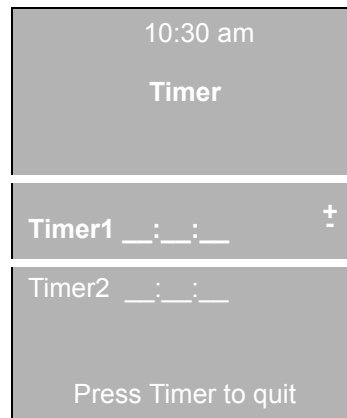 10:30 am
Timer
Timer1 __:__:__ +
-
Timer2 __:__:__
Press Timer to quit